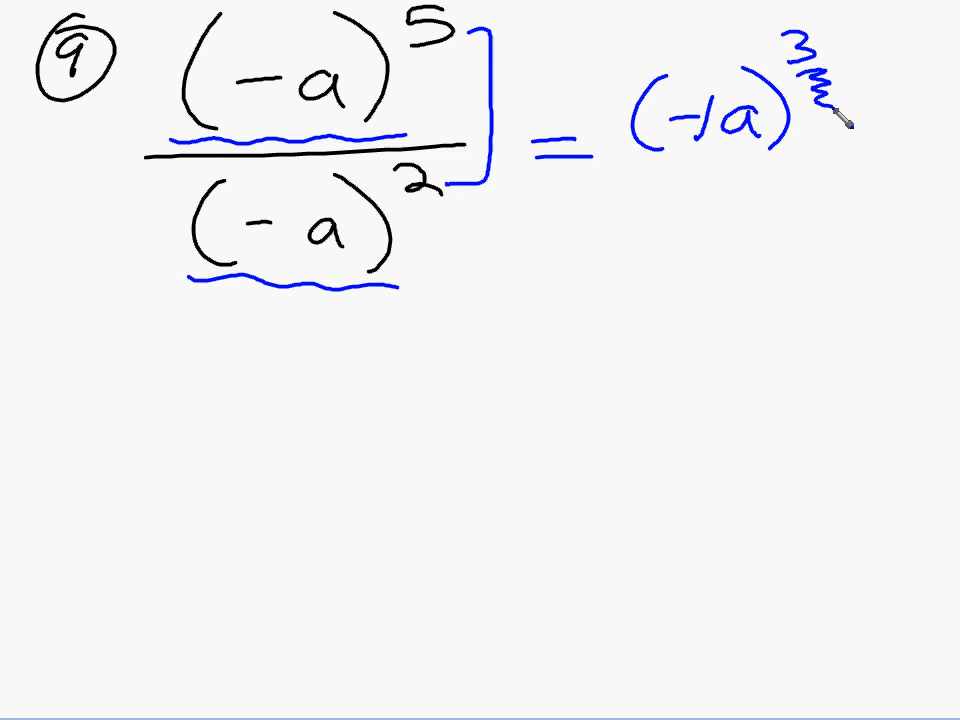 9 (-a)^5 / (-a)^2 = (-1a)^3